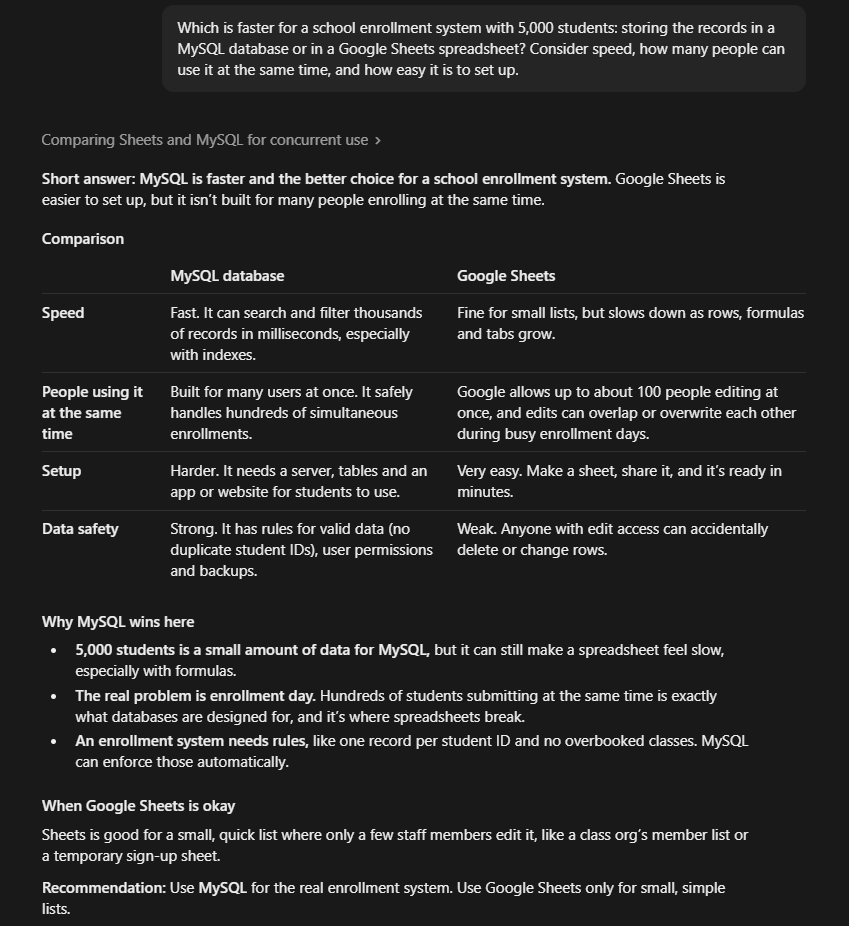 Which is faster for a school enrollment system with 5,000 students: storing the records in a
MySQL database or in a Google Sheets spreadsheet? Consider speed, how many people can
use it at the same time, and how easy it is to set up.
Comparing Sheets and MySQL for concurrent use >
Short answer: MySQL is faster and the better choice for a school enrollment system. Google Sheets is
easier to set up, but it isn't built for many people enrolling at the same time.
Comparison
MySQL database Google Sheets
Speed
Fast. It can search and filter thousands
of records in milliseconds, especially
with indexes.
Fine for small lists, but slows down as rows, formulas
and tabs grow.
People using it
at the same
time
Built for many users at once. It safely
handles hundreds of simultaneous
enrollments.
Google allows up to about 100 people editing at
once, and edits can overlap or overwrite each other
during busy enrollment days.
Setup
Harder. It needs a server, tables and an
app or website for students to use.
Very easy. Make a sheet, share it, and it's ready in
minutes.
Data safety
Strong. It has rules for valid data (no
duplicate student IDs), user permissions
and backups.
Weak. Anyone with edit access can accidentally
delete or change rows.
Why MySQL wins here
• 5,000 students is a small amount of data for MySQL, but it can still make a spreadsheet feel slow,
especially with formulas.
• The real problem is enrollment day. Hundreds of students submitting at the same time is exactly
what databases are designed for, and it's where spreadsheets break.
• An enrollment system needs rules, like one record per student ID and no overbooked classes. MySQL
can enforce those automatically.
When Google Sheets is okay
Sheets is good for a small, quick list where only a few staff members edit it, like a class org's member list or
a temporary sign-up sheet.
Recommendation: Use MySQL for the real enrollment system. Use Google Sheets only for small, simple
lists.